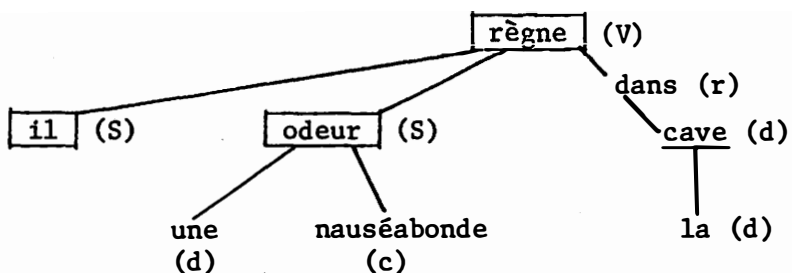 règne (V)
dans (r)
il (S) odeur (S) cave (d)
une nauséabonde la (d)
(d) (c)